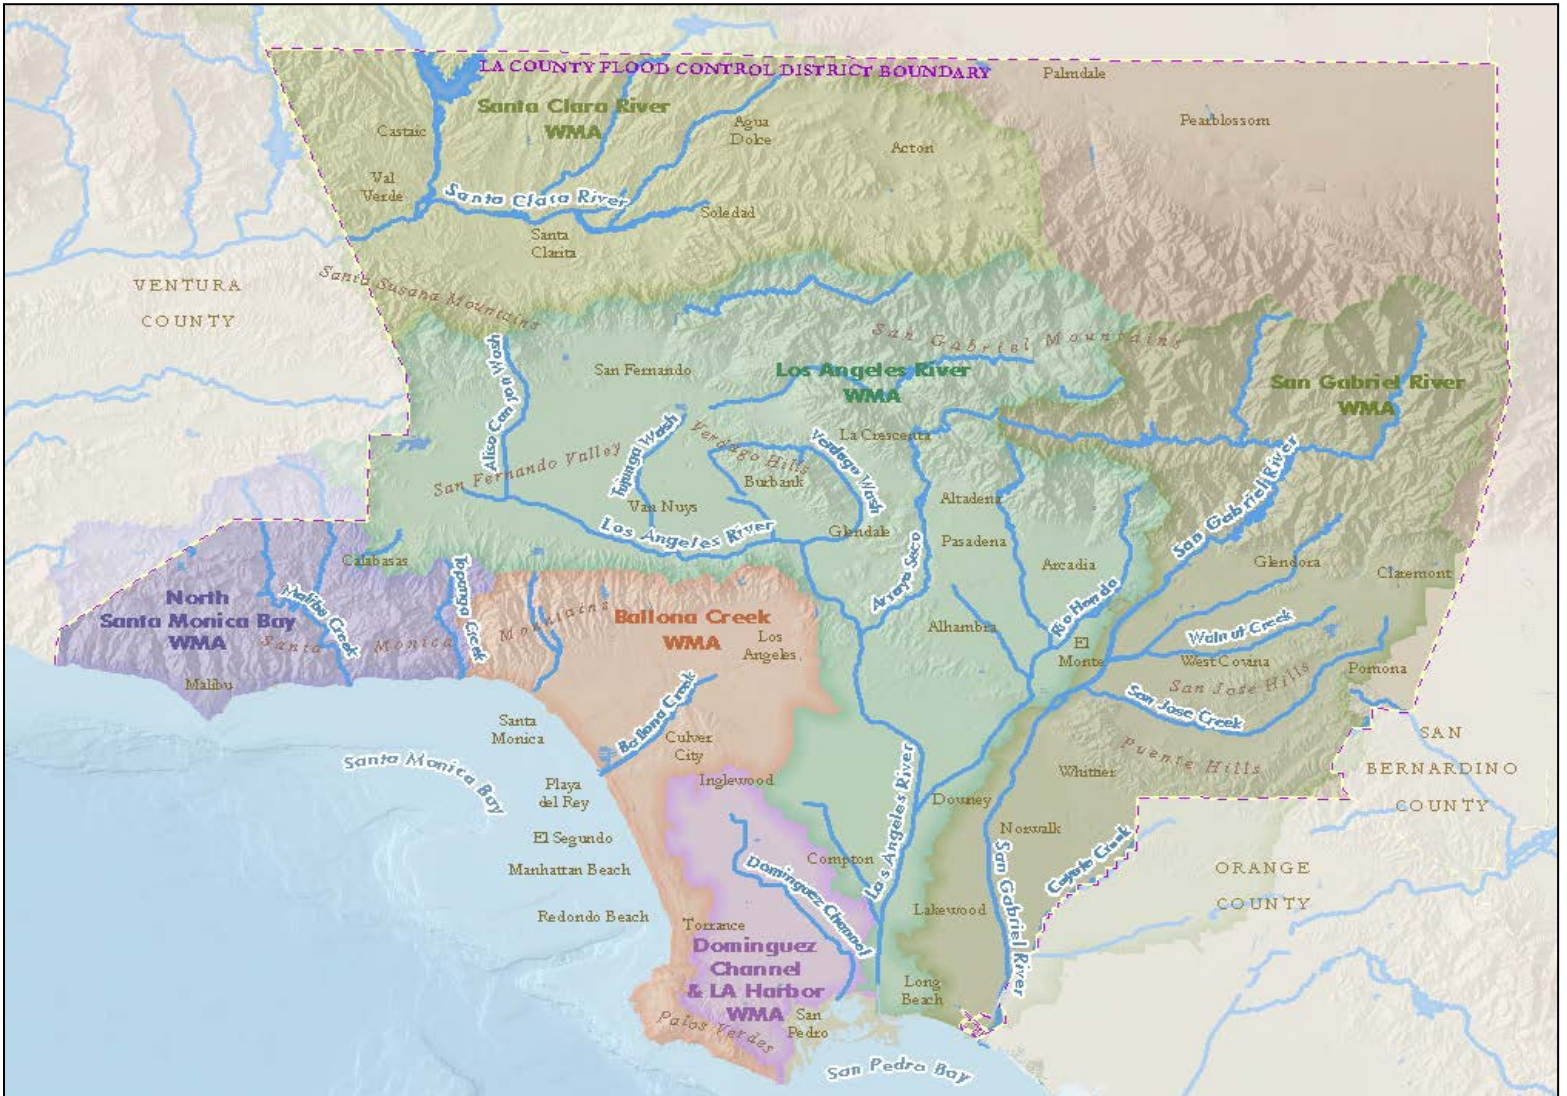 LA COUNTY FLOOD CONTROL DISTRICT BOUNDARY
Palmdale
Santa Clara River
WMA
Castaic
Agua
Dolce
Pearblossom
Acton
Val
Verde
Santa Clara River
Soledad
Santa
Clarita
VENTURA
COUNTY
Santa Susana Mountains
San Gabriel Mountains
Aliso Canyon Wash
San Fernando
Los Angeles River
WMA
San Gabriel River
WMA
La Crescenta
Tujunga Wash
Verdugo Hills
Verdugo Wash
San Fernando Valley
Burbank
Van Nuys
Los Angeles River
Glendale
Altadena
Pasadena
Arroyo Seco
Arcadia
San Gabriel River
Glendora
Claremont
Calabasas
Topanga Creek
Malibu Creek
North
Santa Monica Bay
WMA
Santa Monica Mountains
Malibu
Ballona Creek
WMA
Los
Angeles
Alhambra
Rio Hondo
El
Monte
Walnut Creek
West Covina
Pomona
San Jose Hills
San Jose Creek
Puente Hills
Whittier
SAN
BERNARDINO
COUNTY
Santa
Monica
Ballona Creek
Culver
City
Santa Monica Bay
Playa
del Rey
Inglewood
El Segundo
Manhattan Beach
Redondo Beach
Los Angeles River
Downey
Norwalk
Compton
Coyote Creek
ORANGE
COUNTY
Dominguez Channel
Lakewood
San Gabriel River
Torrance
Dominguez
Channel
& LA Harbor
WMA
Long
Beach
San
Pedro
Palos Verdes
San Pedro Bay